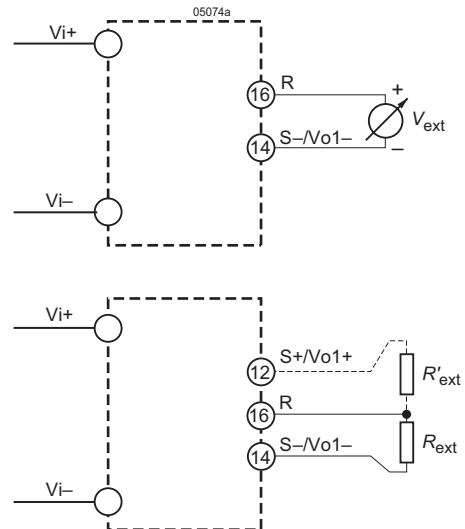 05074a
Vi+
16 R
+
Vext
14 S–/Vo1–
–
Vi–
Vi+
12 S+/Vo1+
R'ext
16 R
14 S–/Vo1–
Rext
Vi–